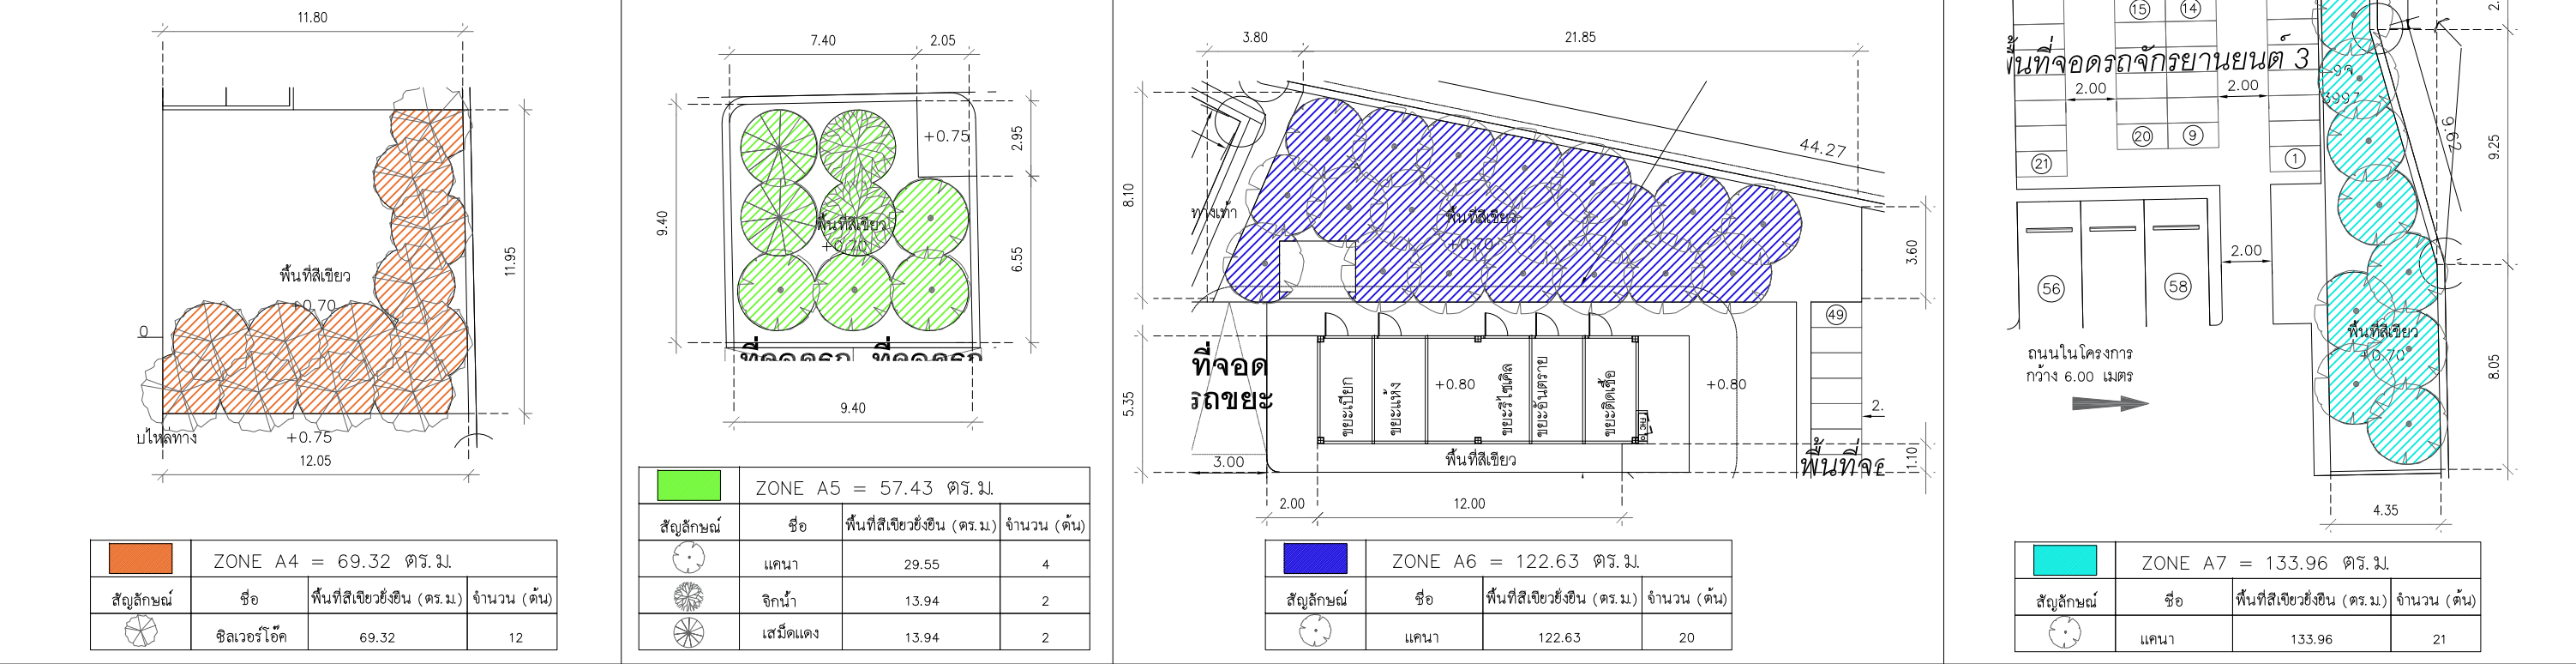 11.80
พื้นที่สีเขียว
+0.70
11.95
0
+0.75
12.05
ZONE A4 = 69.32 ตร.ม.
สัญลักษณ์ ชื่อ พื้นที่สีเขียวยั่งยืน (ตร.ม.) จำนวน (ต้น)
ซิลเวอร์โอ๊ค 69.32 12
7.40 2.05
+0.75
2.95
9.40
พื้นที่สีเขียว
+0.70
6.55
9.40
ZONE A5 = 57.43 ตร.ม.
สัญลักษณ์ ชื่อ พื้นที่สีเขียวยั่งยืน (ตร.ม.) จำนวน (ต้น)
แคนา 29.55 4
จิกน้ำ 13.94 2
เสม็ดแดง 13.94 2
3.80 21.85
44.27
8.10
ทางเท้า
พื้นที่สีเขียว
+0.70
3.60
49
ที่จอด
รถขยะ
5.35
ขยะเปียก
ขยะแห้ง
+0.80
ขยะรีไซเคิล
ขยะอันตราย
ขยะติดเชื้อ
+0.80
2.
3.00
พื้นที่สีเขียว
พื้นที่จอ
1.10
2.00 12.00
ZONE A6 = 122.63 ตร.ม.
สัญลักษณ์ ชื่อ พื้นที่สีเขียวยั่งยืน (ตร.ม.) จำนวน (ต้น)
แคนา 122.63 20
15 14
2.
พื้นที่จอดรถจักรยานยนต์ 3
2.00 2.00
3997
9.62
9.25
20 9
21 1
2.00
56 58
พื้นที่สีเขียว
+0.70
ถนนในโครงการ
กว้าง 6.00 เมตร
8.05
4.35
ZONE A7 = 133.96 ตร.ม.
สัญลักษณ์ ชื่อ พื้นที่สีเขียวยั่งยืน (ตร.ม.) จำนวน (ต้น)
แคนา 133.96 21